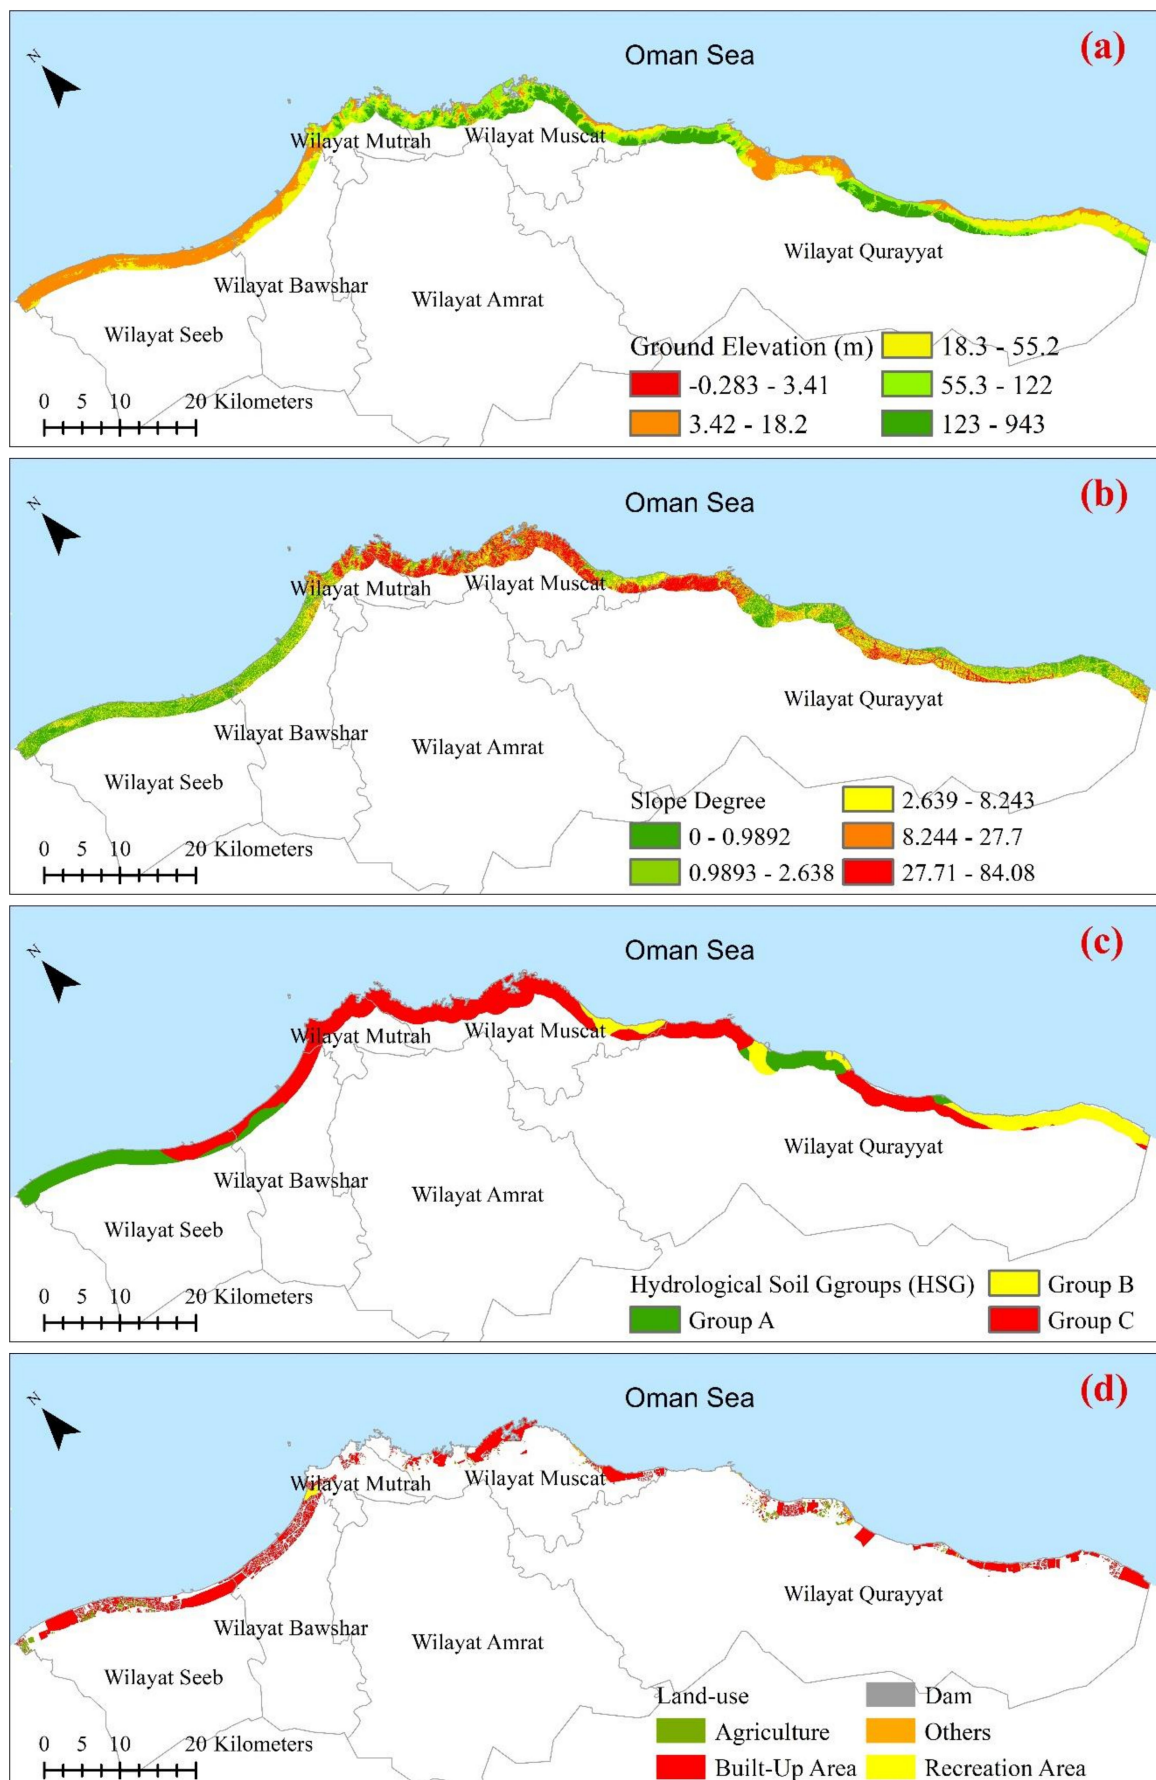 N
Oman Sea
(a)
Wilayat Mutrah
Wilayat Muscat
Wilayat Qurayyat
Wilayat Bawshar
Wilayat Amrat
Wilayat Seeb
Ground Elevation (m)
18.3 - 55.2
-0.283 - 3.41
55.3 - 122
3.42 - 18.2
123 - 943
0 5 10 20 Kilometers
N
Oman Sea
(b)
Wilayat Mutrah
Wilayat Muscat
Wilayat Qurayyat
Wilayat Bawshar
Wilayat Amrat
Wilayat Seeb
Slope Degree
2.639 - 8.243
0 - 0.9892
8.244 - 27.7
0.9893 - 2.638
27.71 - 84.08
0 5 10 20 Kilometers
N
Oman Sea
(c)
Wilayat Mutrah
Wilayat Muscat
Wilayat Qurayyat
Wilayat Bawshar
Wilayat Amrat
Wilayat Seeb
Hydrological Soil Ggroups (HSG)
Group B
Group A
Group C
0 5 10 20 Kilometers
N
Oman Sea
(d)
Wilayat Mutrah
Wilayat Muscat
Wilayat Qurayyat
Wilayat Bawshar
Wilayat Amrat
Wilayat Seeb
Land-use
Dam
Agriculture
Others
Built-Up Area
Recreation Area
0 5 10 20 Kilometers